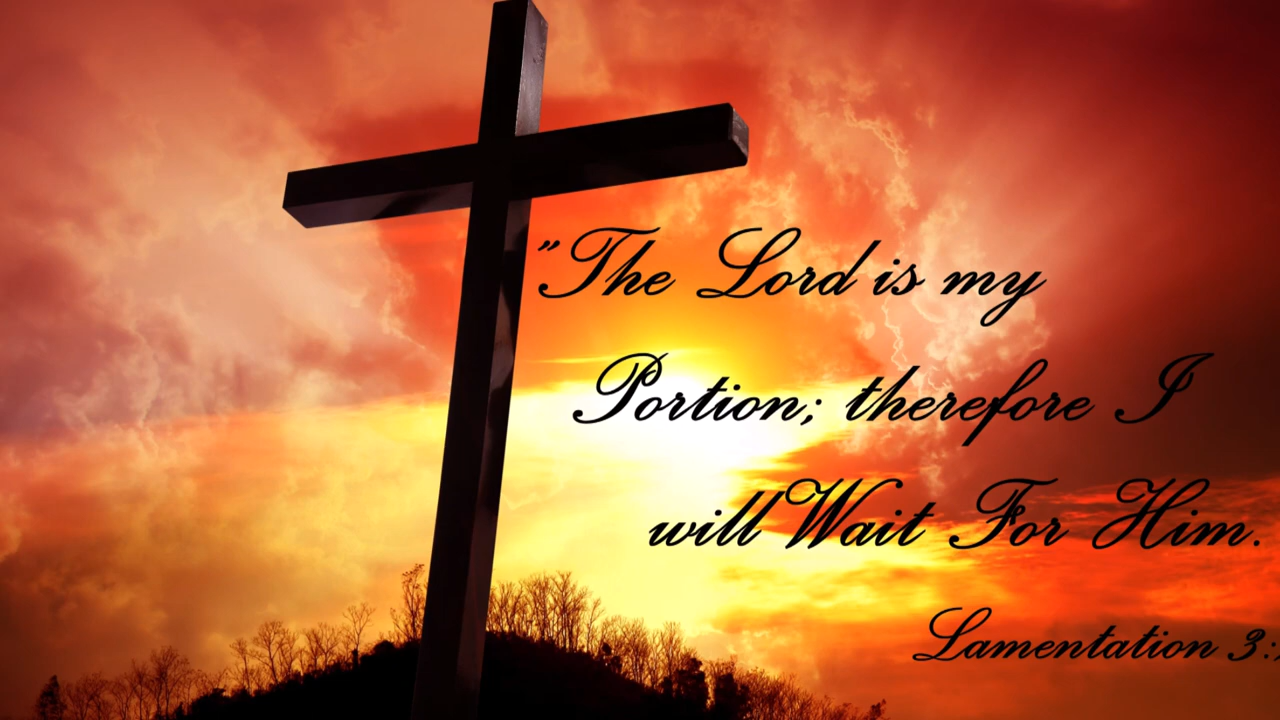 "The Lord is my
Portion; therefore I
will Wait For Him.
Lamentation 3: